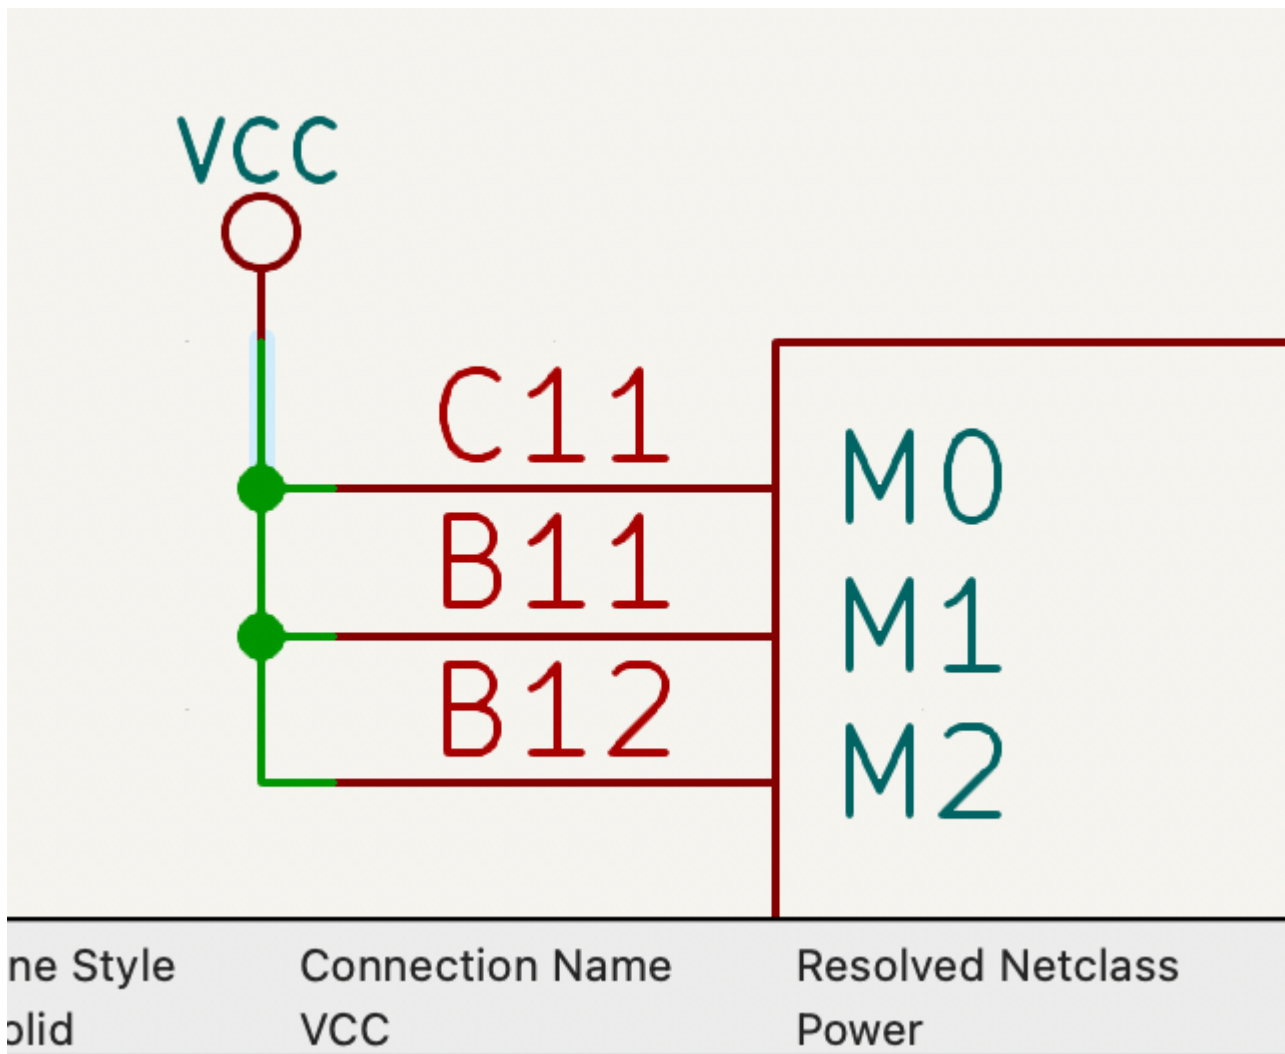 VCC
C11
M0
B11
M1
B12
M2
ne Style Connection Name Resolved Netclass
olid VCC Power